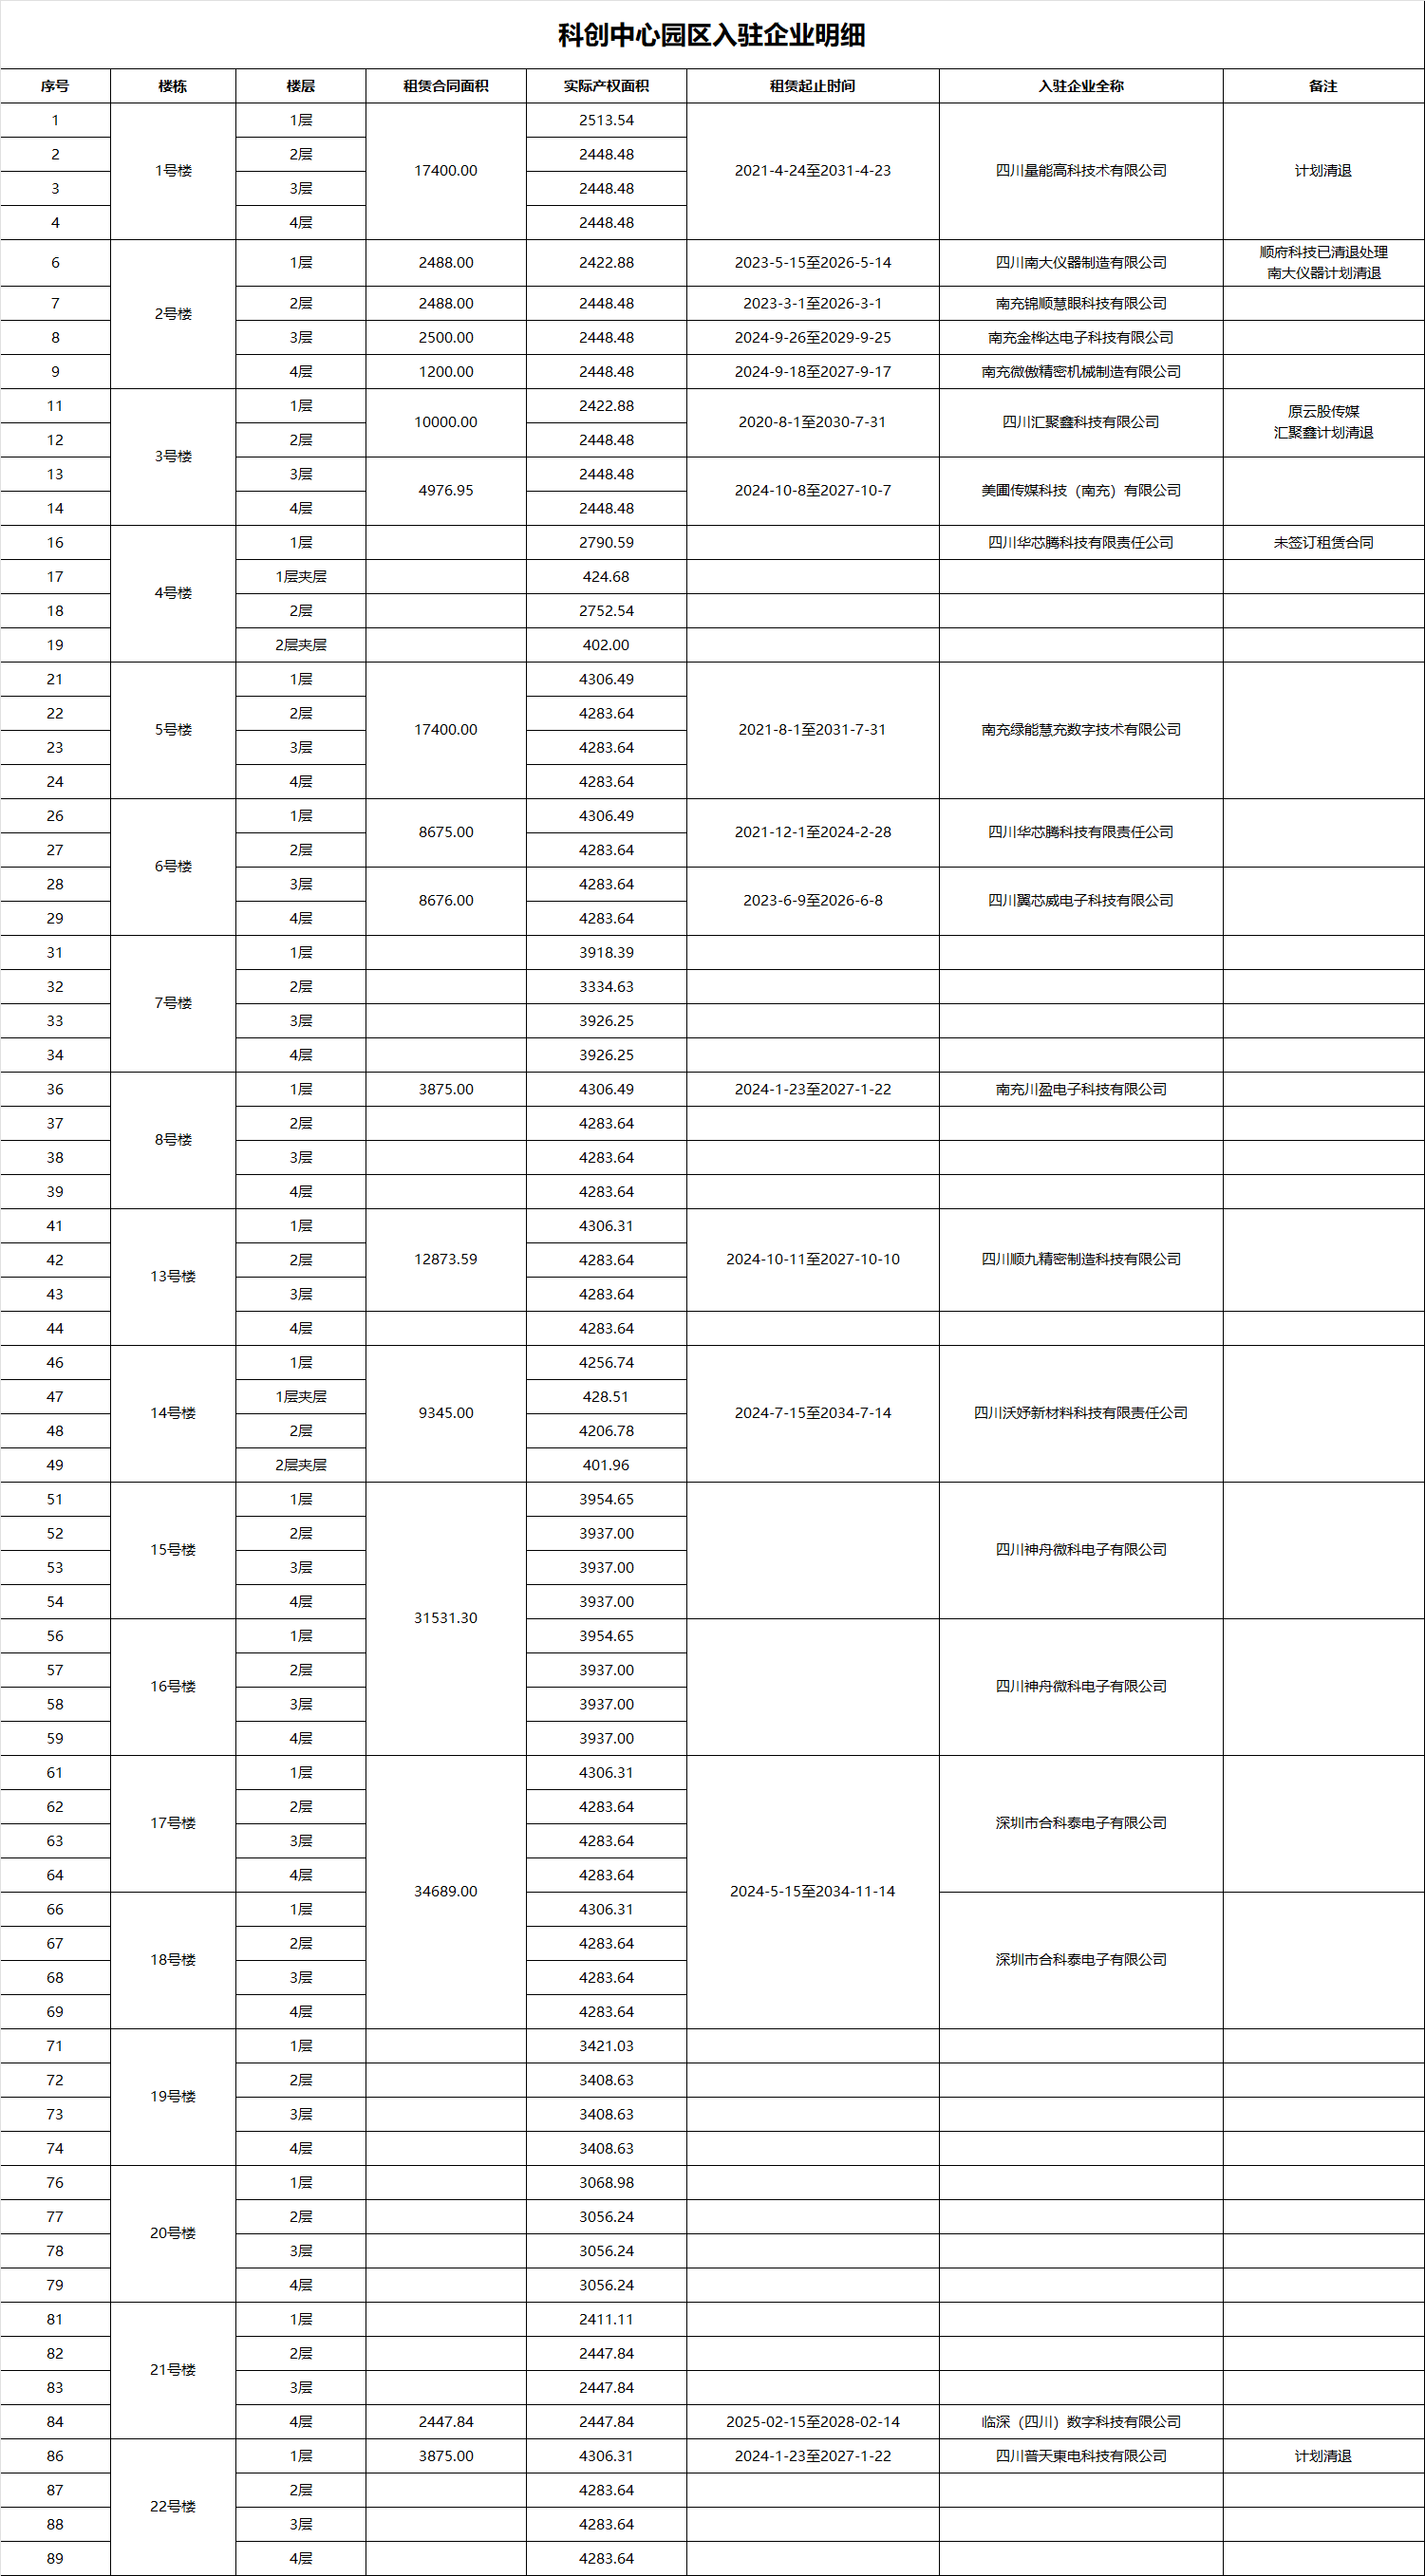 科创中心园区入驻企业明细
序号 楼栋 楼层 租赁合同面积 实际产权面积 租赁起止时间 入驻企业全称 备注
1 1号楼 1层 17400.00 2513.54 2021-4-24至2031-4-23 四川量能高科技术有限公司 计划清退
2 2层 2448.48
3 3层 2448.48
4 4层 2448.48
6 2号楼 1层 2488.00 2422.88 2023-5-15至2026-5-14 四川南大仪器制造有限公司 顺府科技已清退处理
南大仪器计划清退
7 2层 2488.00 2448.48 2023-3-1至2026-3-1 南充锦顺慧眼科技有限公司
8 3层 2500.00 2448.48 2024-9-26至2029-9-25 南充金桦达电子科技有限公司
9 4层 1200.00 2448.48 2024-9-18至2027-9-17 南充微傲精密机械制造有限公司
11 3号楼 1层 10000.00 2422.88 2020-8-1至2030-7-31 四川汇聚鑫科技有限公司 原云股传媒
汇聚鑫计划清退
12 2层 2448.48
13 3层 4976.95 2448.48 2024-10-8至2027-10-7 美圃传媒科技（南充）有限公司
14 4层 2448.48
16 4号楼 1层 2790.59 四川华芯腾科技有限责任公司 未签订租赁合同
17 1层夹层 424.68
18 2层 2752.54
19 2层夹层 402.00
21 5号楼 1层 17400.00 4306.49 2021-8-1至2031-7-31 南充绿能慧充数字技术有限公司
22 2层 4283.64
23 3层 4283.64
24 4层 4283.64
26 6号楼 1层 8675.00 4306.49 2021-12-1至2024-2-28 四川华芯腾科技有限责任公司
27 2层 4283.64
28 3层 8676.00 4283.64 2023-6-9至2026-6-8 四川翼芯威电子科技有限公司
29 4层 4283.64
31 7号楼 1层 3918.39
32 2层 3334.63
33 3层 3926.25
34 4层 3926.25
36 8号楼 1层 3875.00 4306.49 2024-1-23至2027-1-22 南充川盈电子科技有限公司
37 2层 4283.64
38 3层 4283.64
39 4层 4283.64
41 13号楼 1层 12873.59 4306.31 2024-10-11至2027-10-10 四川顺九精密制造科技有限公司
42 2层 4283.64
43 3层 4283.64
44 4层 4283.64
46 14号楼 1层 9345.00 4256.74 2024-7-15至2034-7-14 四川沃妤新材料科技有限责任公司
47 1层夹层 428.51
48 2层 4206.78
49 2层夹层 401.96
51 15号楼 1层 31531.30 3954.65 四川神舟微科电子有限公司
52 2层 3937.00
53 3层 3937.00
54 4层 3937.00
56 16号楼 1层 3954.65 四川神舟微科电子有限公司
57 2层 3937.00
58 3层 3937.00
59 4层 3937.00
61 17号楼 1层 34689.00 4306.31 2024-5-15至2034-11-14 深圳市合科泰电子有限公司
62 2层 4283.64
63 3层 4283.64
64 4层 4283.64
66 18号楼 1层 4306.31 深圳市合科泰电子有限公司
67 2层 4283.64
68 3层 4283.64
69 4层 4283.64
71 19号楼 1层 3421.03
72 2层 3408.63
73 3层 3408.63
74 4层 3408.63
76 20号楼 1层 3068.98
77 2层 3056.24
78 3层 3056.24
79 4层 3056.24
81 21号楼 1层 2411.11
82 2层 2447.84
83 3层 2447.84
84 4层 2447.84 2447.84 2025-02-15至2028-02-14 临深（四川）数字科技有限公司
86 22号楼 1层 3875.00 4306.31 2024-1-23至2027-1-22 四川普天東电科技有限公司 计划清退
87 2层 4283.64
88 3层 4283.64
89 4层 4283.64